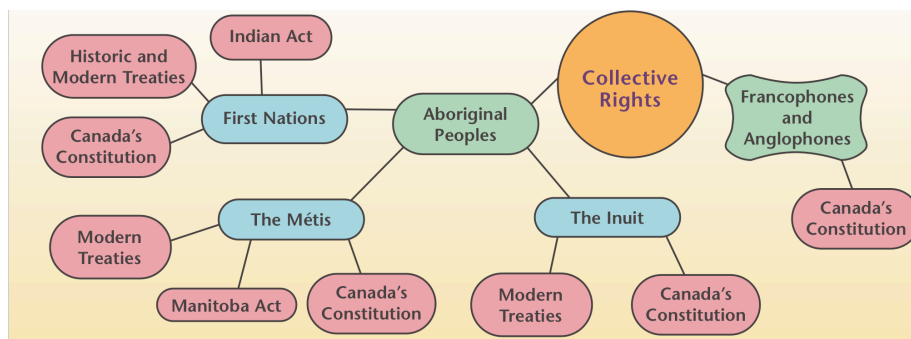 Indian Act
Historic and
Modern Treaties
First Nations
Canada's
Constitution
Aboriginal
Peoples
Collective
Rights
Francophones
and
Anglophones
Canada's
Constitution
The Métis
Modern
Treaties
Manitoba Act
Canada's
Constitution
The Inuit
Modern
Treaties
Canada's
Constitution